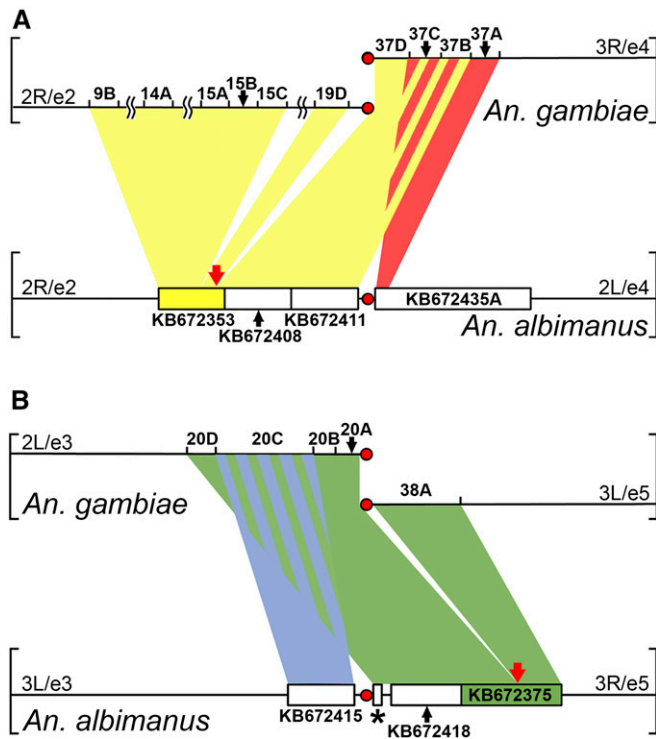 A
37C 37A
37D 37B 3R/e4
2R/e2 15B
9B 14A 15A 15C 19D An. gambiae
2R/e2 KB672435A 2L/e4
KB672353 KB672411 An. albimanus
KB672408
B
20A
2L/e3 20D 20C 20B
An. gambiae 38A 3L/e5
3L/e3 KB672375 3R/e5
KB672415 *
An. albimanus KB672418